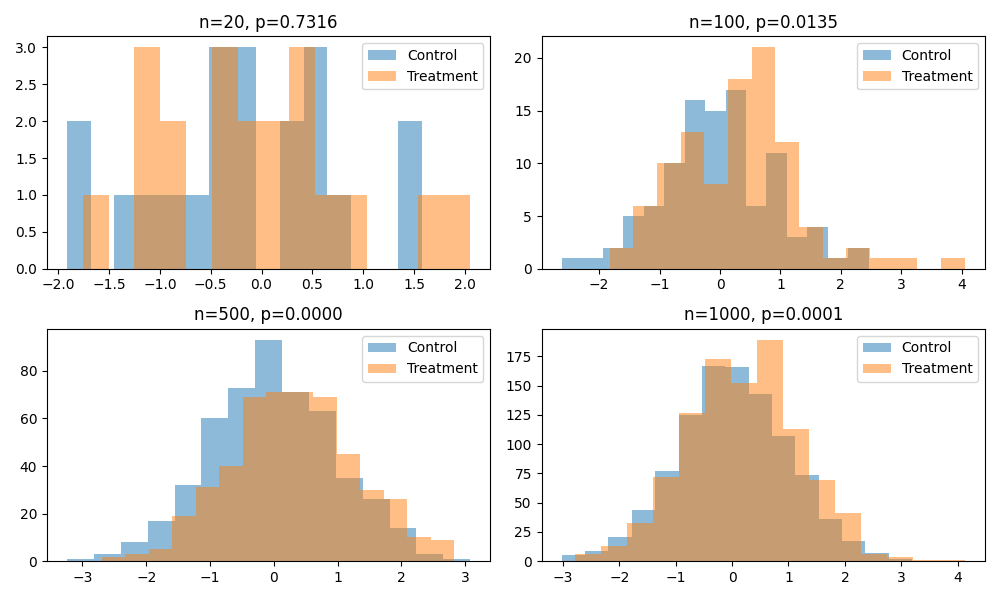 n=20, p=0.7316
3.0
2.5
2.0
1.5
1.0
0.5
0.0
−2.0 −1.5 −1.0 −0.5 0.0 0.5 1.0 1.5 2.0
Control
Treatment
n=100, p=0.0135
20
15
10
5
0
−2 −1 0 1 2 3 4
Control
Treatment
n=500, p=0.0000
80
60
40
20
0
−3 −2 −1 0 1 2 3
Control
Treatment
n=1000, p=0.0001
175
150
125
100
75
50
25
0
−3 −2 −1 0 1 2 3 4
Control
Treatment